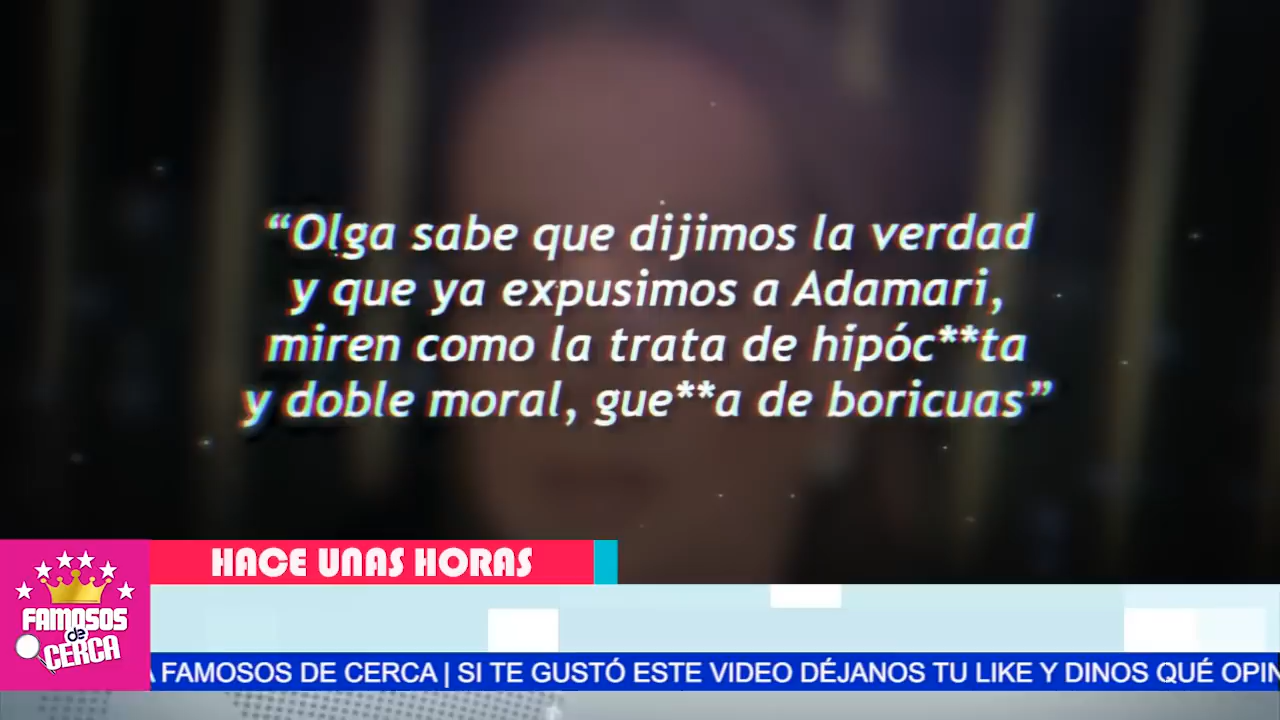 “Olga sabe que dijimos la verdad
y que ya expusimos a Adamari,
miren como la trata de hipóc**ta
y doble moral, gue**a de boricuas”
HACE UNAS HORAS
FAMOSOS
de
CERCA
FAMOSOS DE CERCA | SI TE GUSTÓ ESTE VIDEO DÉJANOS TU LIKE Y DINOS QUÉ